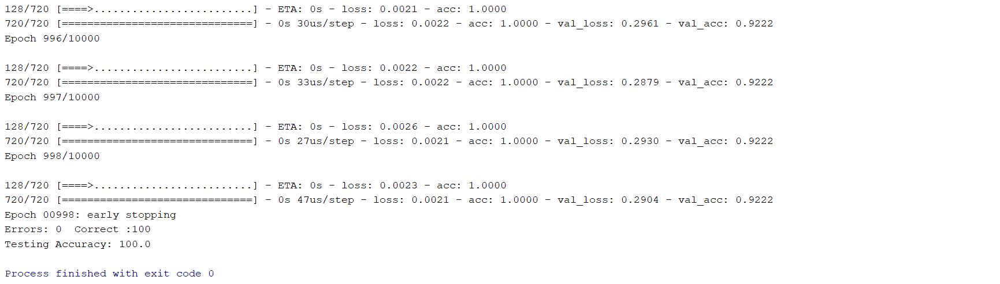 128/720 [====>.........................] - ETA: 0s - loss: 0.0021 - acc: 1.0000
720/720 [==============================] - 0s 30us/step - loss: 0.0022 - acc: 1.0000 - val_loss: 0.2961 - val_acc: 0.9222
Epoch 996/10000
128/720 [====>.........................] - ETA: 0s - loss: 0.0022 - acc: 1.0000
720/720 [==============================] - 0s 33us/step - loss: 0.0022 - acc: 1.0000 - val_loss: 0.2879 - val_acc: 0.9222
Epoch 997/10000
128/720 [====>.........................] - ETA: 0s - loss: 0.0026 - acc: 1.0000
720/720 [==============================] - 0s 27us/step - loss: 0.0021 - acc: 1.0000 - val_loss: 0.2930 - val_acc: 0.9222
Epoch 998/10000
128/720 [====>.........................] - ETA: 0s - loss: 0.0023 - acc: 1.0000
720/720 [==============================] - 0s 47us/step - loss: 0.0021 - acc: 1.0000 - val_loss: 0.2904 - val_acc: 0.9222
Epoch 00998: early stopping
Errors: 0  Correct :100
Testing Accuracy: 100.0
Process finished with exit code 0